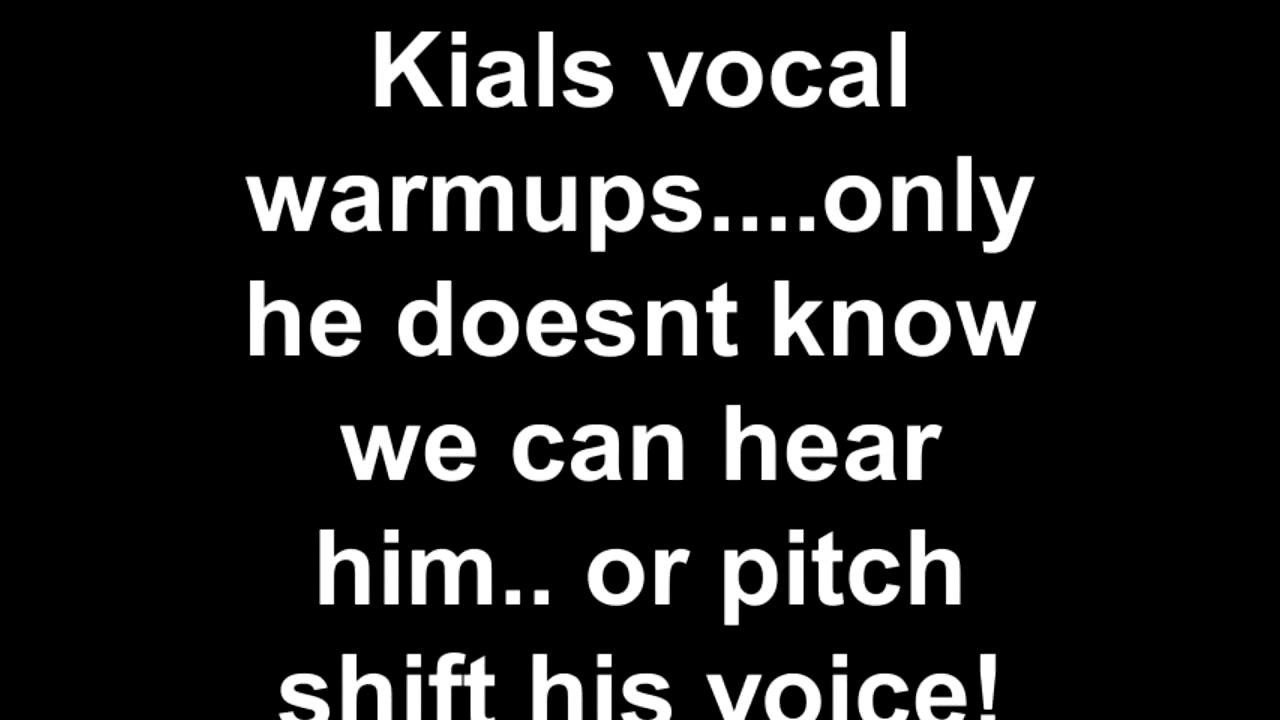 Kials vocal
warmups....only
he doesnt know
we can hear
him.. or pitch
shift his voice!